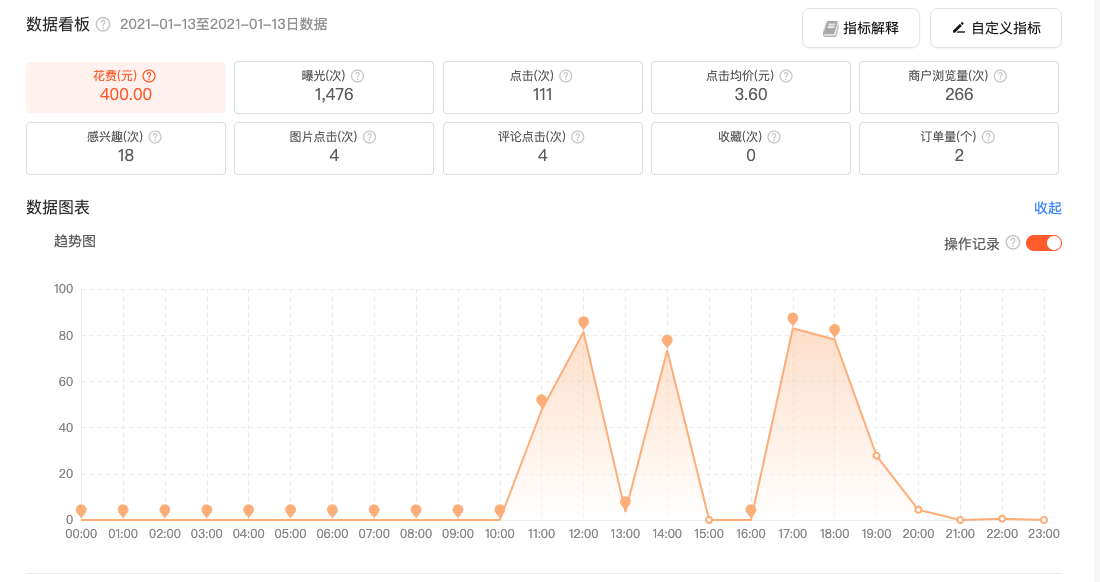 数据看板 2021-01-13至2021-01-13日数据 指标解释 自定义指标
花费(元) 曝光(次) 点击(次) 点击均价(元) 商户浏览量(次)
400.00 1,476 111 3.60 266
感兴趣(次) 图片点击(次) 评论点击(次) 收藏(次) 订单量(个)
18 4 4 0 2
数据图表 收起
趋势图 操作记录
100
80
60
40
20
0
00:00 01:00 02:00 03:00 04:00 05:00 06:00 07:00 08:00 09:00 10:00 11:00 12:00 13:00 14:00 15:00 16:00 17:00 18:00 19:00 20:00 21:00 22:00 23:00